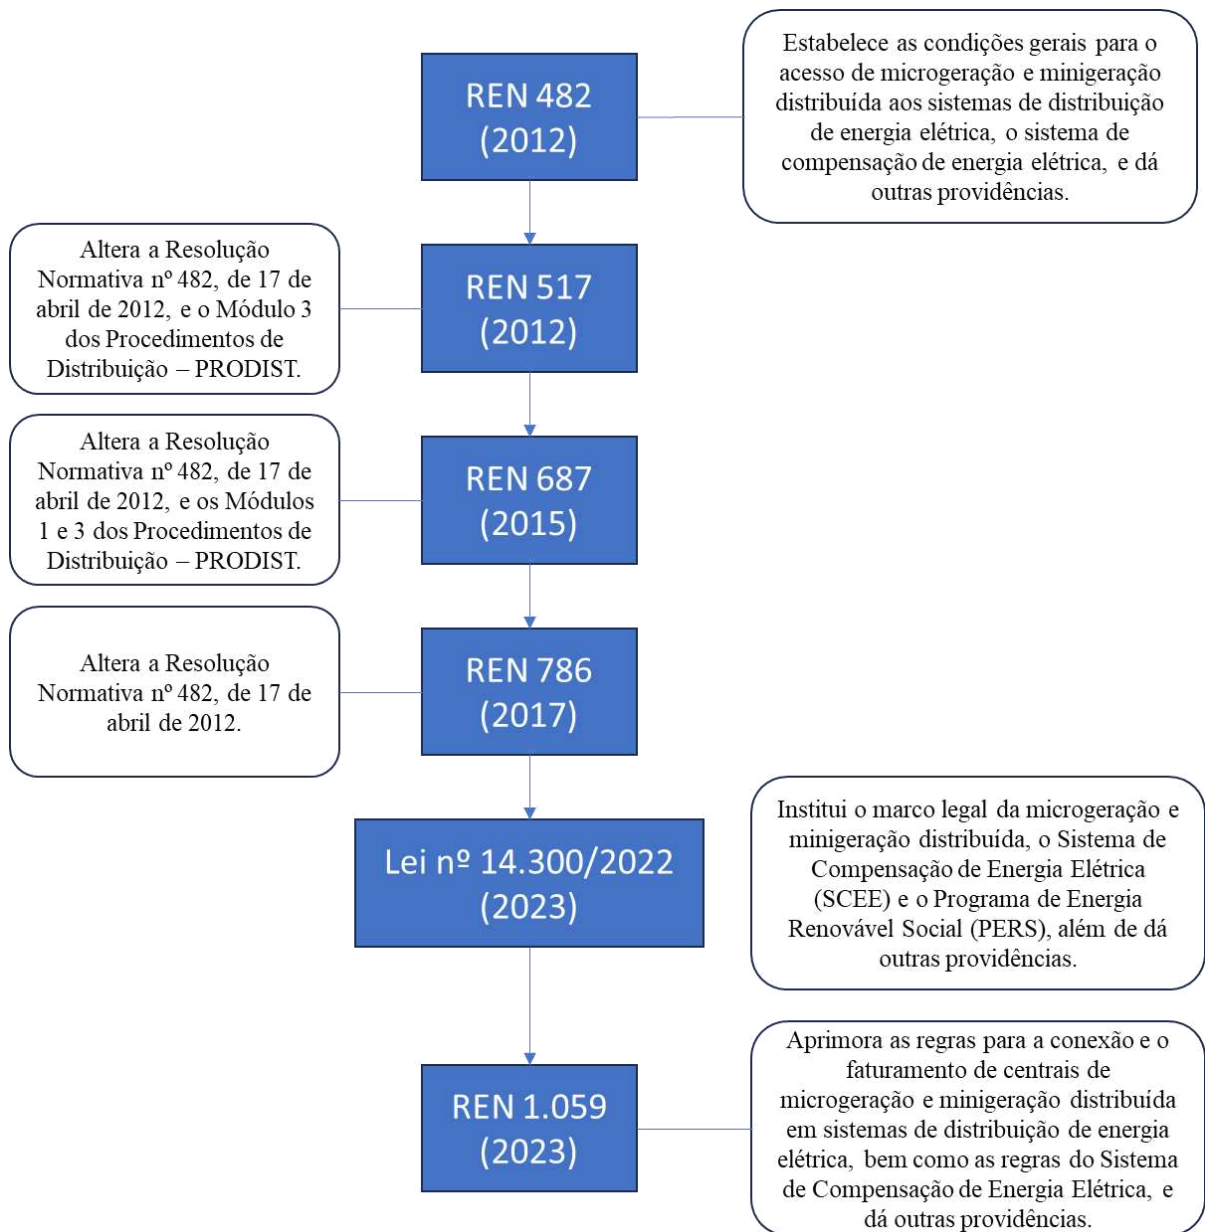 REN 482
(2012)
Estabelece as condições gerais para o
acesso de microgeração e minigeração
distribuída aos sistemas de distribuição
de energia elétrica, o sistema de
compensação de energia elétrica, e dá
outras providências.
Altera a Resolução
Normativa nº 482, de 17 de
abril de 2012, e o Módulo 3
dos Procedimentos de
Distribuição – PRODIST.
REN 517
(2012)
Altera a Resolução
Normativa nº 482, de 17 de
abril de 2012, e os Módulos
1 e 3 dos Procedimentos de
Distribuição – PRODIST.
REN 687
(2015)
Altera a Resolução
Normativa nº 482, de 17 de
abril de 2012.
REN 786
(2017)
Lei nº 14.300/2022
(2023)
Institui o marco legal da microgeração e
minigeração distribuída, o Sistema de
Compensação de Energia Elétrica
(SCEE) e o Programa de Energia
Renovável Social (PERS), além de dá
outras providências.
REN 1.059
(2023)
Aprimora as regras para a conexão e o
faturamento de centrais de
microgeração e minigeração distribuída
em sistemas de distribuição de energia
elétrica, bem como as regras do Sistema
de Compensação de Energia Elétrica, e
dá outras providências.